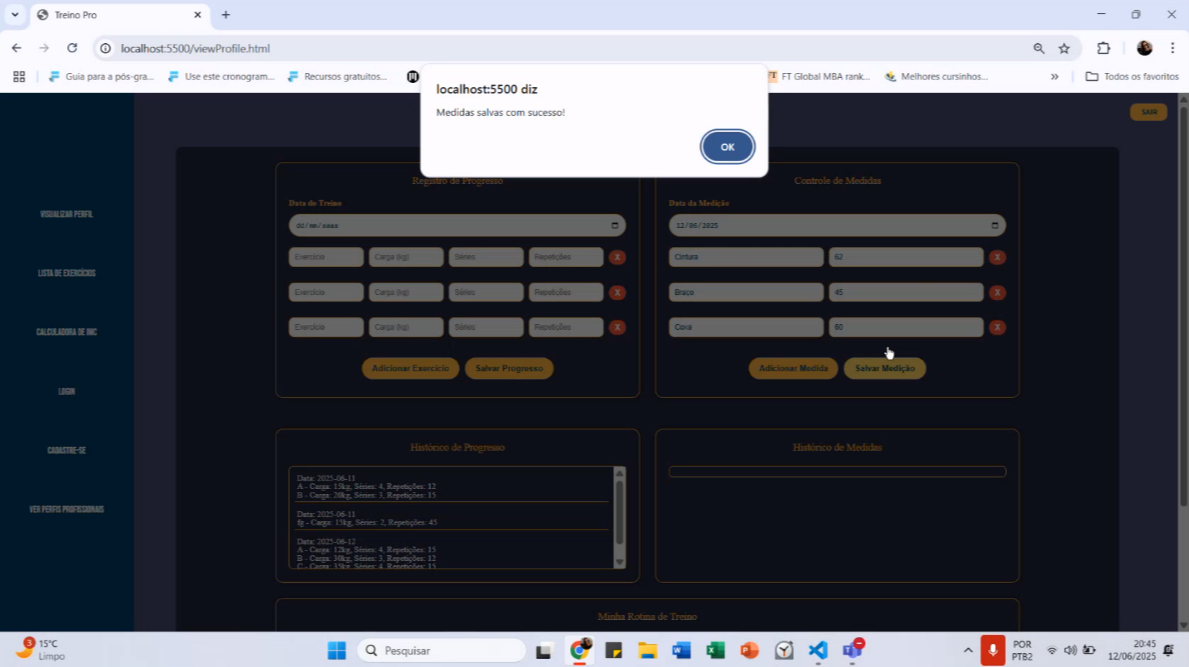 Treino Pro
localhost:5500/viewProfile.html
Guia para a pós-gra...
Use este cronogram...
Recursos gratuitos...
FT Global MBA rank...
Melhores cursinhos...
Todos os favoritos
localhost:5500 diz
Medidas salvas com sucesso!
OK
SAIR
VISUALIZAR PERFIL
LISTA DE EXERCÍCIOS
CALCULADORA DE IMC
LOGIN
CADASTRE-SE
VER PERFIS PROFISSIONAIS
Registro de Progresso
Data do Treino
dd/mm/aaaa
Exercício Carga (kg) Séries Repetições X
Exercício Carga (kg) Séries Repetições X
Exercício Carga (kg) Séries Repetições X
Adicionar Exercício Salvar Progresso
Controle de Medidas
Data da Medição
12/06/2025
Cintura 62 X
Braço 45 X
Coxa 60 X
Adicionar Medida Salvar Medição
Histórico de Progresso
Data: 2025-06-11
A - Carga: 15kg, Séries: 4, Repetições: 12
B - Carga: 20kg, Séries: 3, Repetições: 15
Data: 2025-06-11
fg - Carga: 15kg, Séries: 2, Repetições: 45
Data: 2025-06-12
A - Carga: 12kg, Séries: 4, Repetições: 15
B - Carga: 30kg, Séries: 3, Repetições: 12
C - Carga: 15kg, Séries: 4, Repetições: 15
Histórico de Medidas
Minha Rotina de Treino
3
15°C
Limpo
Pesquisar
POR
PTB2
20:45
12/06/2025